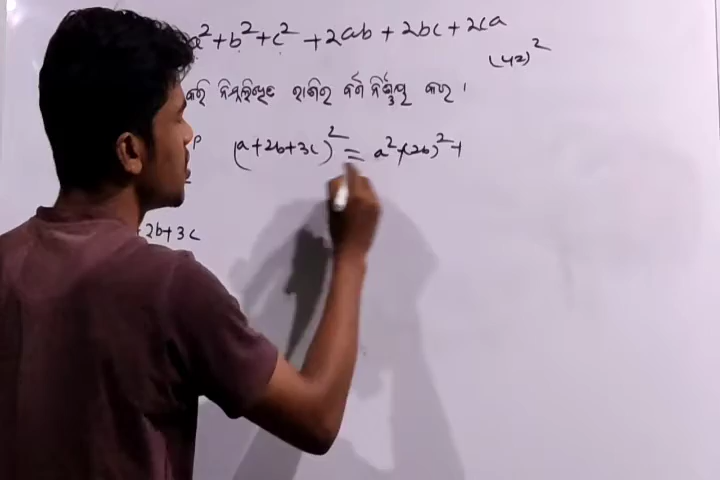 a² + b² + c² + 2ab + 2bc + 2ca
(42)²
କରି ନିମ୍ନଲିଖିତ ରାଶିର ବର୍ଗ ନିର୍ଣ୍ଣୟ କର ।
(a + 2b + 3c)² = a² + (2b)² +
+ 2b + 3c